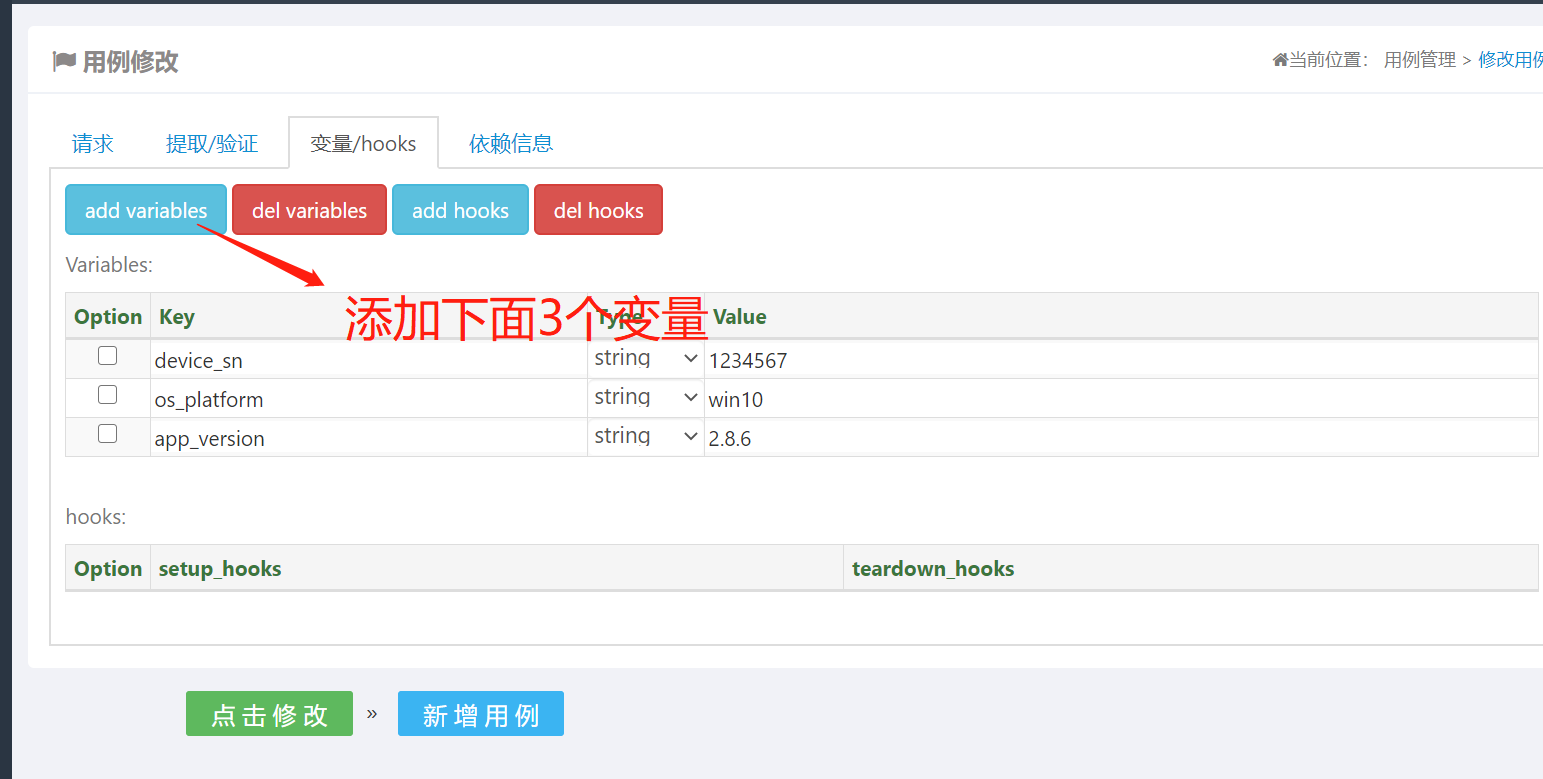 用例修改
当前位置： 用例管理 > 修改用例
请求 提取/验证 变量/hooks 依赖信息
add variables del variables add hooks del hooks
Variables:
添加下面3个变量
Option Key Type Value
device_sn string 1234567
os_platform string win10
app_version string 2.8.6
hooks:
Option setup_hooks teardown_hooks
点击修改 » 新增用例